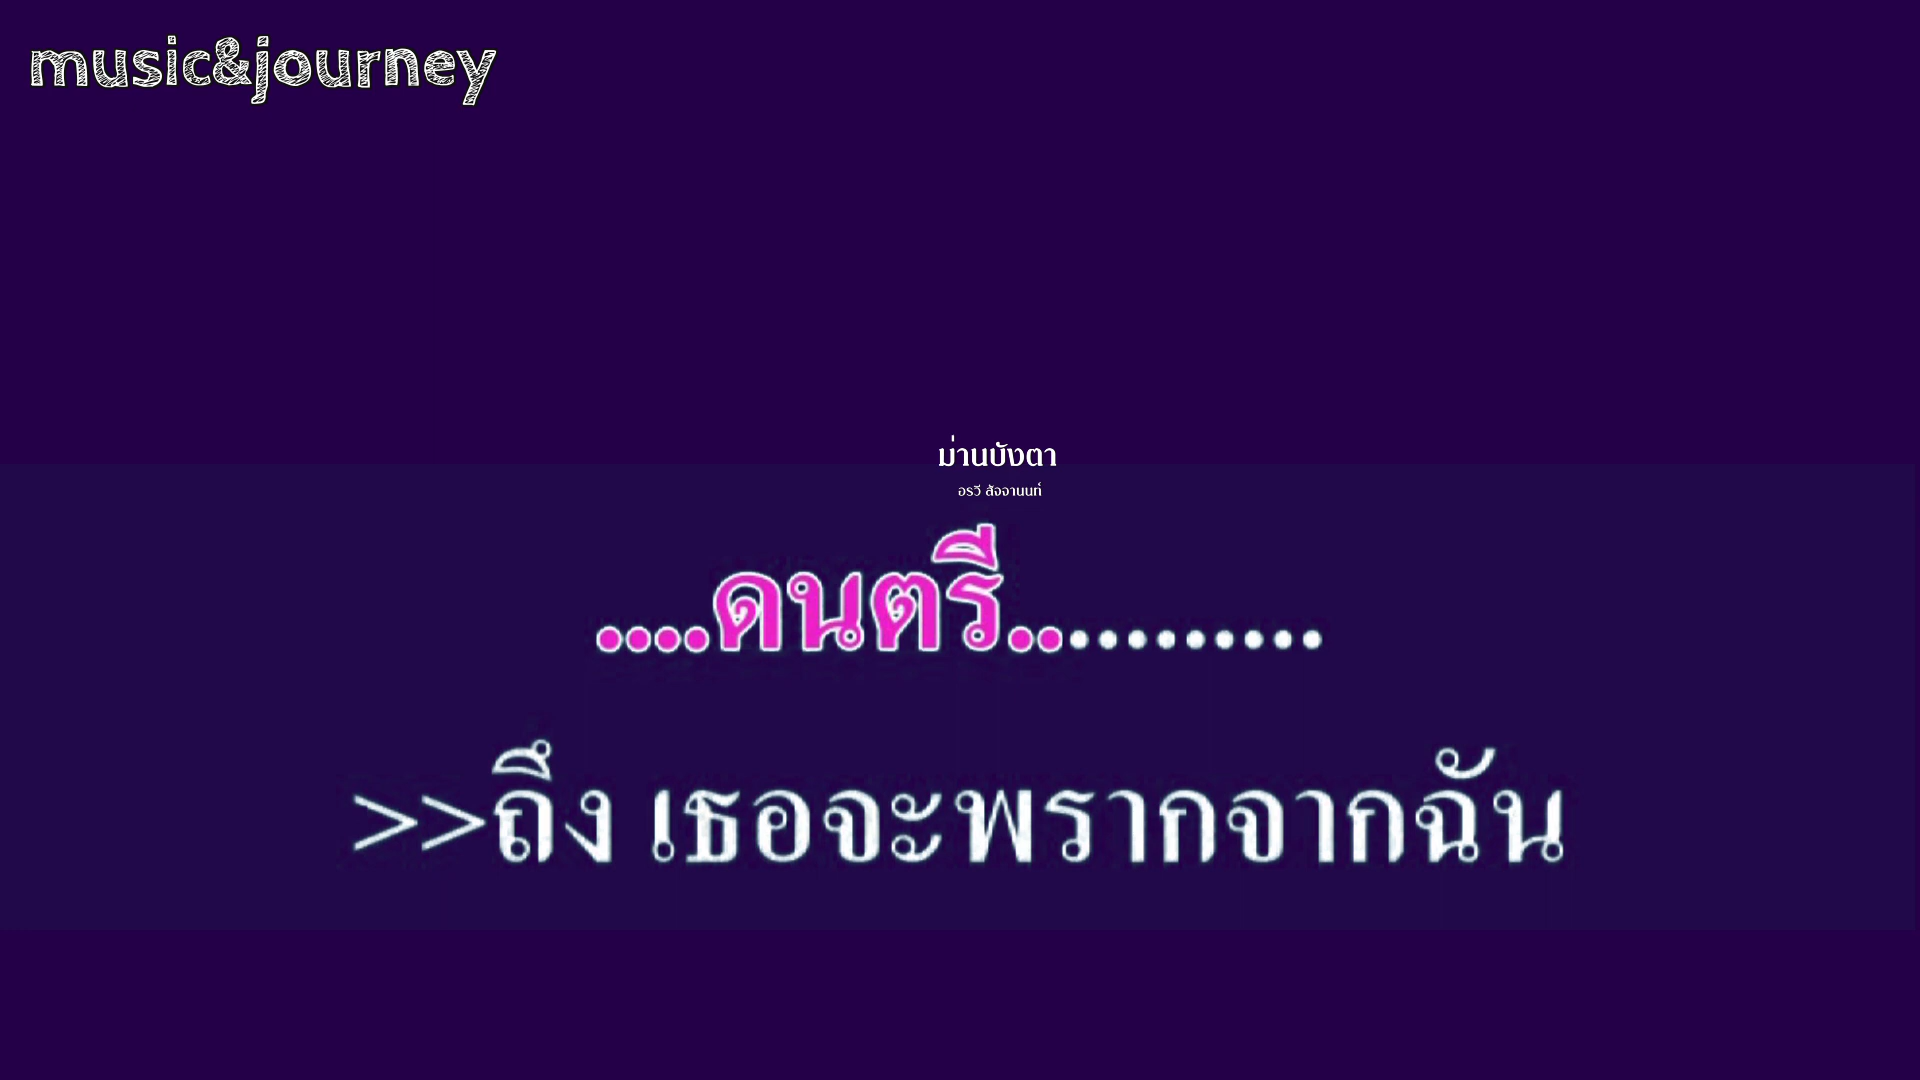 music&journey
ม่านบังตา
อรวี สัจจานนท์
....ดนตรี...........
>>ถึง เธอจะพรากจากฉัน